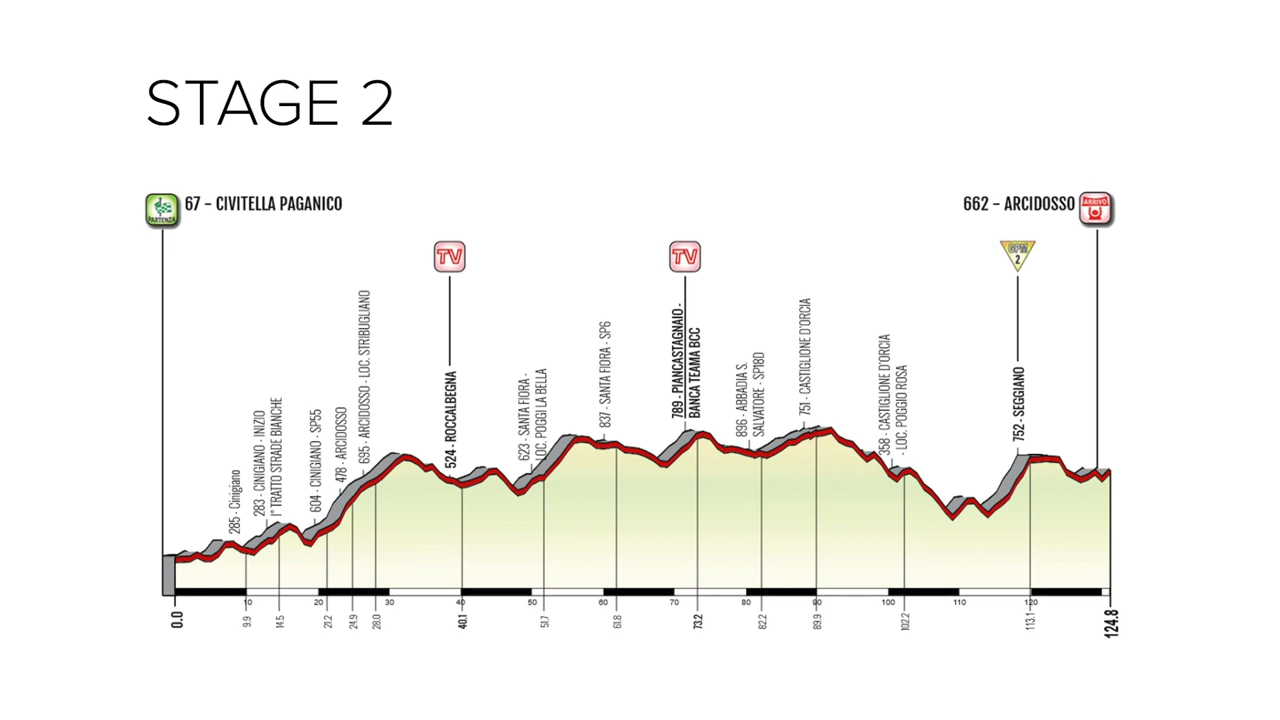 STAGE 2
67 - CIVITELLA PAGANICO
PARTENZA
662 - ARCIDOSSO
ARRIVO
TV
TV
GPM
2
285 - Cinigiano
283 - CINIGIANO - INIZIO
I° TRATTO STRADE BIANCHE
604 - CINIGIANO - SP55
478 - ARCIDOSSO
695 - ARCIDOSSO - LOC. STRIBUGLIANO
524 - ROCCALBEGNA
623 - SANTA FIORA -
LOC. POGGI LA BELLA
837 - SANTA FIORA - SP6
789 - PIANCASTAGNAIO -
BANCA TEAMA BCC
896 - ABBADIA S.
SALVATORE - SP18D
751 - CASTIGLIONE D'ORCIA
358 - CASTIGLIONE D'ORCIA
- LOC. POGGIO ROSA
752 - SEGGIANO
10 20 30 40 50 60 70 80 90 100 110 120
0.0 9.9 14.5 21.2 24.9 28.0 40.1 51.7 61.8 73.2 82.2 89.9 102.2 113.1 124.8